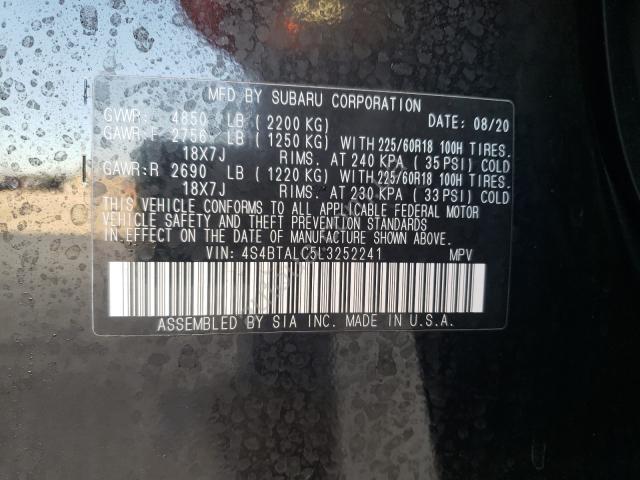 MFD BY SUBARU CORPORATION
GVWR: 4850 LB (2200 KG) DATE: 08/20
GAWR:F 2756 LB (1250 KG) WITH 225/60R18 100H TIRES.
18X7J RIMS. AT 240 KPA (35 PSI) COLD
GAWR:R 2690 LB (1220 KG) WITH 225/60R18 100H TIRES.
18X7J RIMS. AT 230 KPA (33 PSI) COLD
THIS VEHICLE CONFORMS TO ALL APPLICABLE FEDERAL MOTOR
VEHICLE SAFETY AND THEFT PREVENTION STANDARDS
IN EFFECT ON THE DATE OF MANUFACTURE SHOWN ABOVE.
VIN: 4S4BTALC5L3252241 MPV
ASSEMBLED BY SIA INC. MADE IN U.S.A.